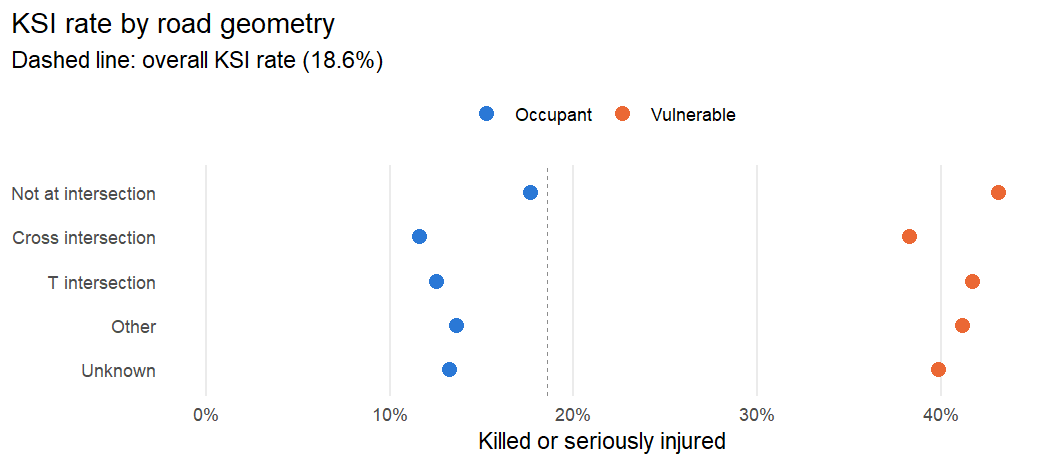 KSI rate by road geometry
Dashed line: overall KSI rate (18.6%)
Occupant Vulnerable
Not at intersection
Cross intersection
T intersection
Other
Unknown
0% 10% 20% 30% 40%
Killed or seriously injured